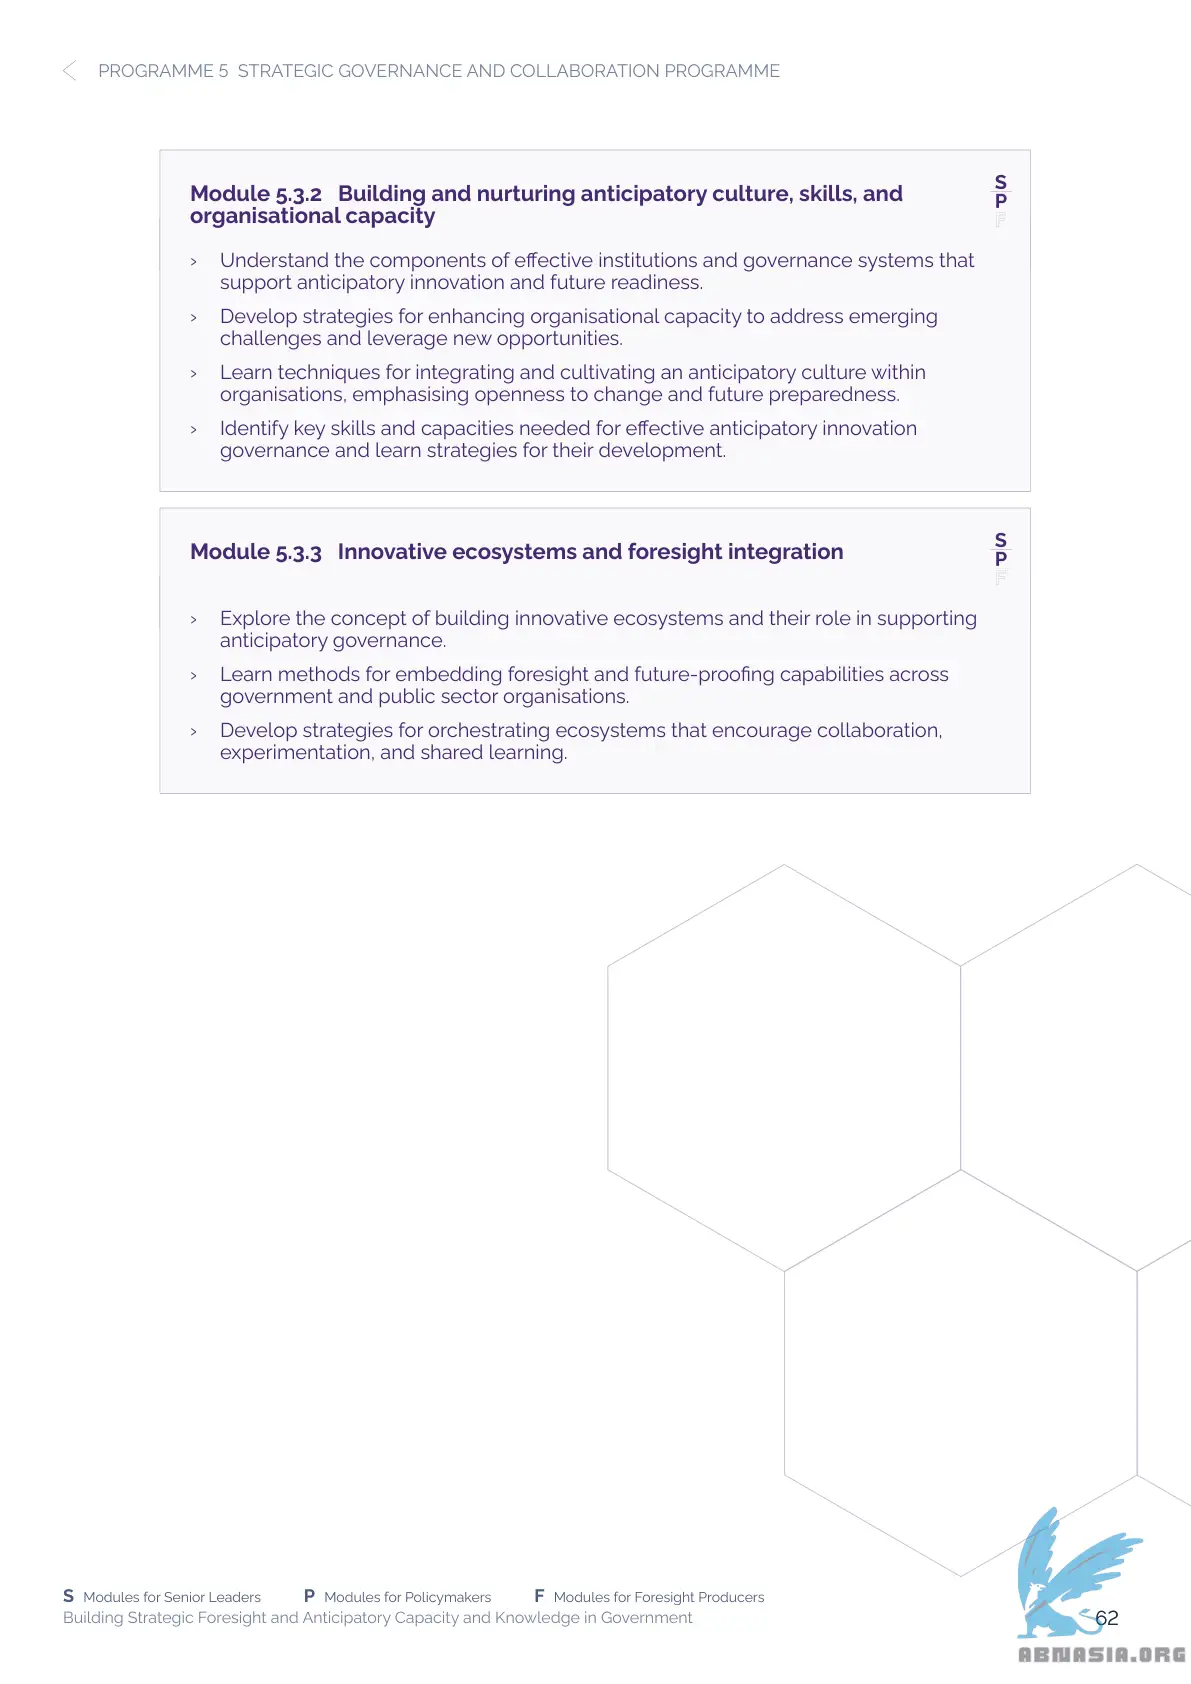 PROGRAMME 5 STRATEGIC GOVERNANCE AND COLLABORATION PROGRAMME
Module 5.3.2 Building and nurturing anticipatory culture, skills, and
organisational capacity
S
P
F
› Understand the components of effective institutions and governance systems that
support anticipatory innovation and future readiness.
› Develop strategies for enhancing organisational capacity to address emerging
challenges and leverage new opportunities.
› Learn techniques for integrating and cultivating an anticipatory culture within
organisations, emphasising openness to change and future preparedness.
› Identify key skills and capacities needed for effective anticipatory innovation
governance and learn strategies for their development.
Module 5.3.3 Innovative ecosystems and foresight integration
S
P
F
› Explore the concept of building innovative ecosystems and their role in supporting
anticipatory governance.
› Learn methods for embedding foresight and future-proofing capabilities across
government and public sector organisations.
› Develop strategies for orchestrating ecosystems that encourage collaboration,
experimentation, and shared learning.
S Modules for Senior Leaders P Modules for Policymakers F Modules for Foresight Producers
Building Strategic Foresight and Anticipatory Capacity and Knowledge in Government
62
ABNASIA.ORG